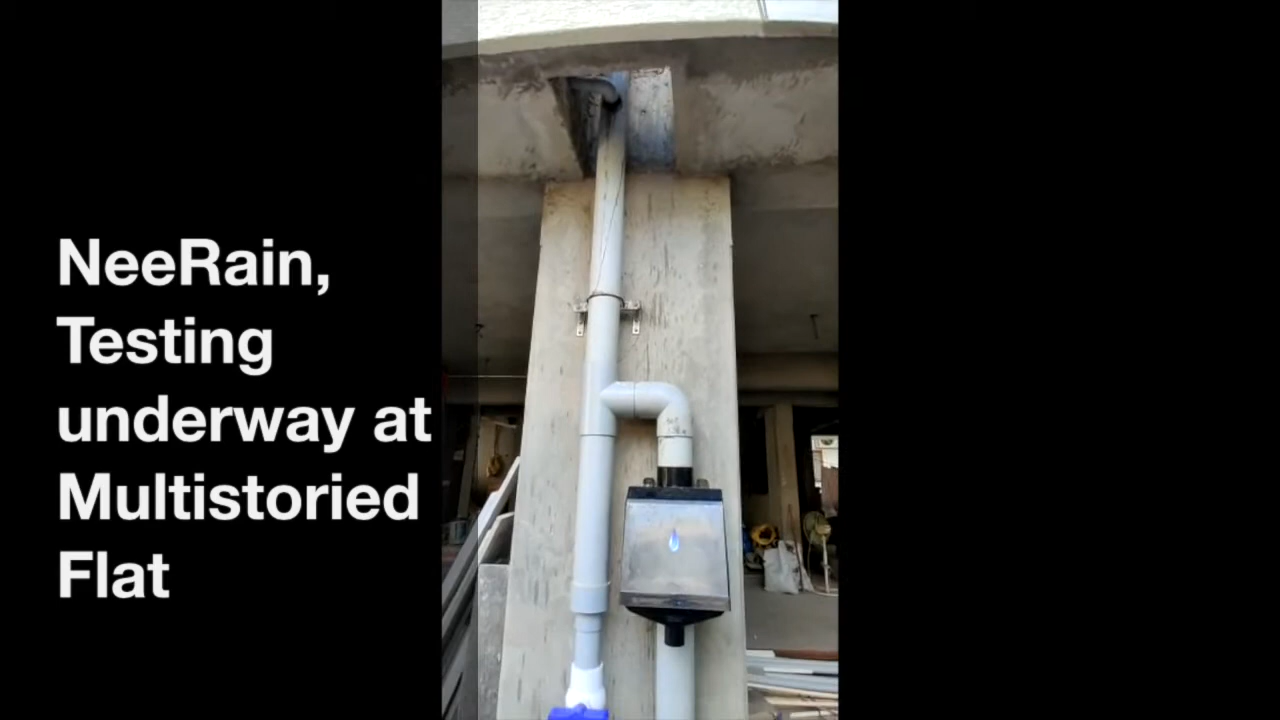 NeeRain,
Testing
underway at
Multistoried
Flat